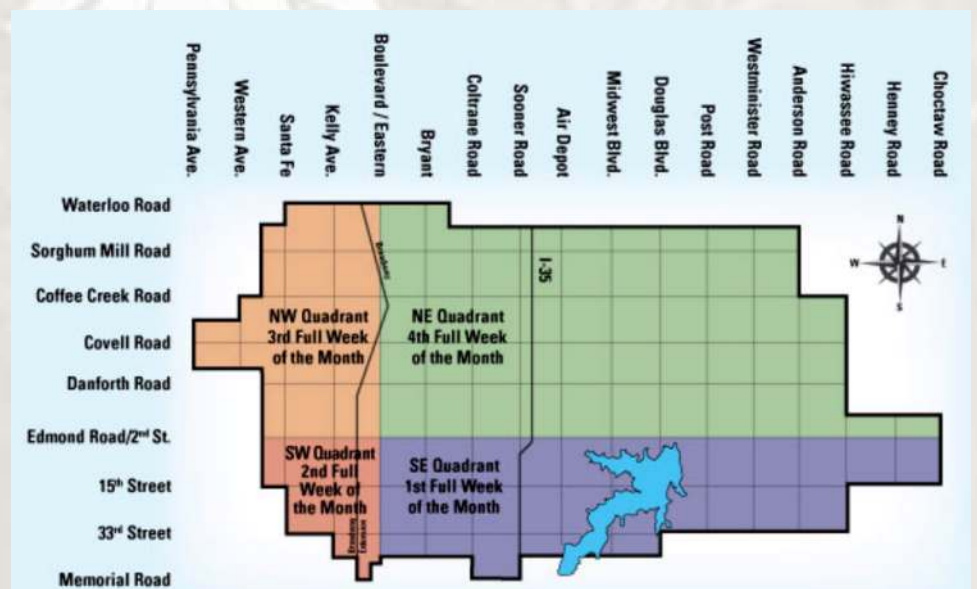 Pennsylvania Ave.
Western Ave.
Santa Fe
Kelly Ave.
Boulevard / Eastern
Bryant
Coltrane Road
Sooner Road
Air Depot
Midwest Blvd.
Douglas Blvd.
Post Road
Westminister Road
Anderson Road
Hiwassee Road
Henney Road
Choctaw Road
Waterloo Road
Sorghum Mill Road
Coffee Creek Road
Covell Road
Danforth Road
Edmond Road/2nd St.
15th Street
33rd Street
Memorial Road
Broadway
I-35
N
W
E
S
NW Quadrant
3rd Full Week
of the Month
NE Quadrant
4th Full Week
of the Month
SW Quadrant
2nd Full
Week of
the Month
SE Quadrant
1st Full Week
of the Month
Broadway
Extension